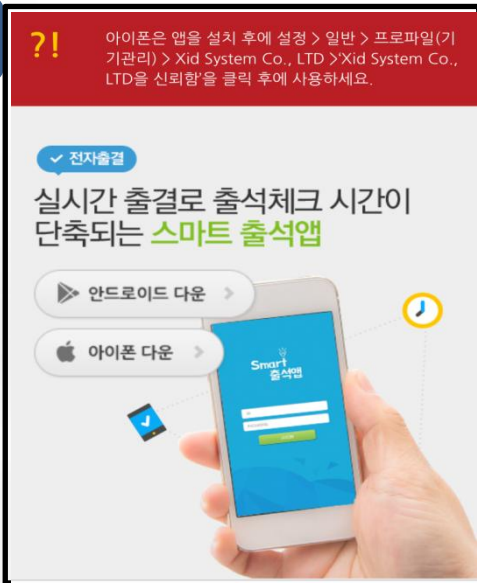 ?!
아이폰은 앱을 설치 후에 설정 > 일반 > 프로파일(기
기관리) > Xid System Co., LTD >'Xid System Co.,
LTD을 신뢰함'을 클릭 후에 사용하세요.
전자출결
실시간 출결로 출석체크 시간이
단축되는 스마트 출석앱
안드로이드 다운 >
아이폰 다운 >
Smart
출석앱